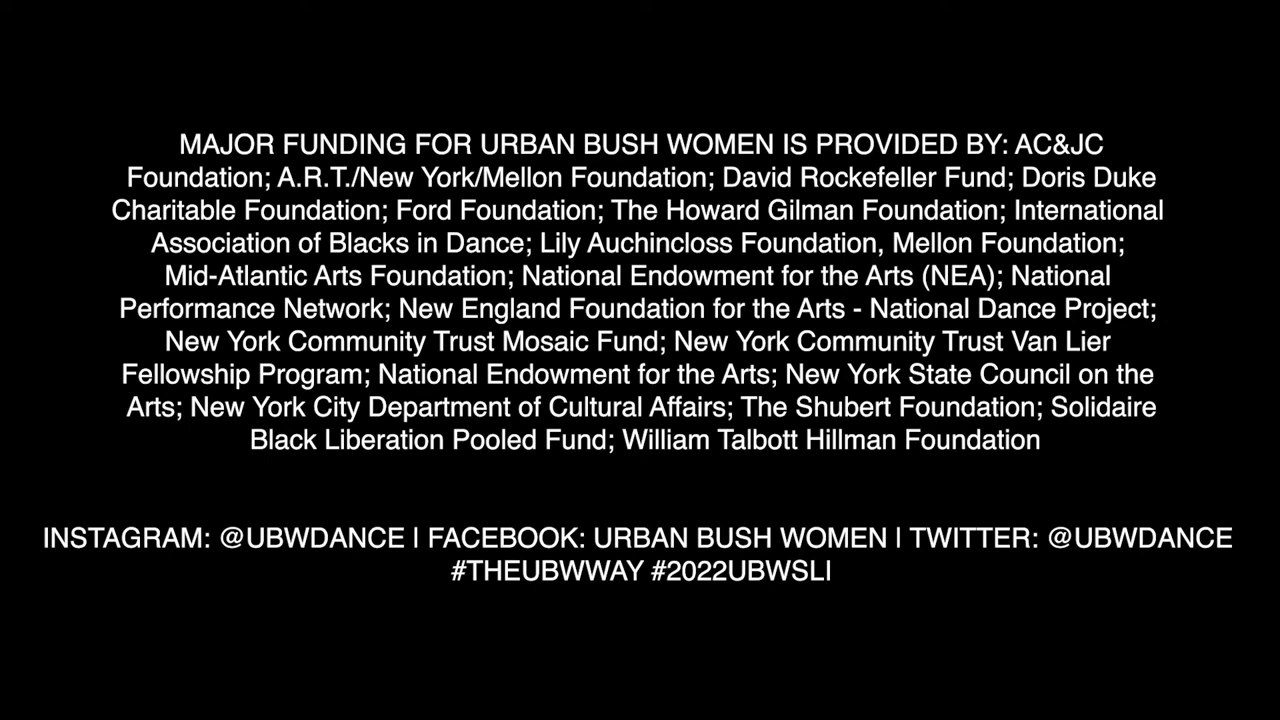 MAJOR FUNDING FOR URBAN BUSH WOMEN IS PROVIDED BY: AC&JC
Foundation; A.R.T./New York/Mellon Foundation; David Rockefeller Fund; Doris Duke
Charitable Foundation; Ford Foundation; The Howard Gilman Foundation; International
Association of Blacks in Dance; Lily Auchincloss Foundation, Mellon Foundation;
Mid-Atlantic Arts Foundation; National Endowment for the Arts (NEA); National
Performance Network; New England Foundation for the Arts - National Dance Project;
New York Community Trust Mosaic Fund; New York Community Trust Van Lier
Fellowship Program; National Endowment for the Arts; New York State Council on the
Arts; New York City Department of Cultural Affairs; The Shubert Foundation; Solidaire
Black Liberation Pooled Fund; William Talbott Hillman Foundation
INSTAGRAM: @UBWDANCE | FACEBOOK: URBAN BUSH WOMEN | TWITTER: @UBWDANCE
#THEUBWWAY #2022UBWSLI